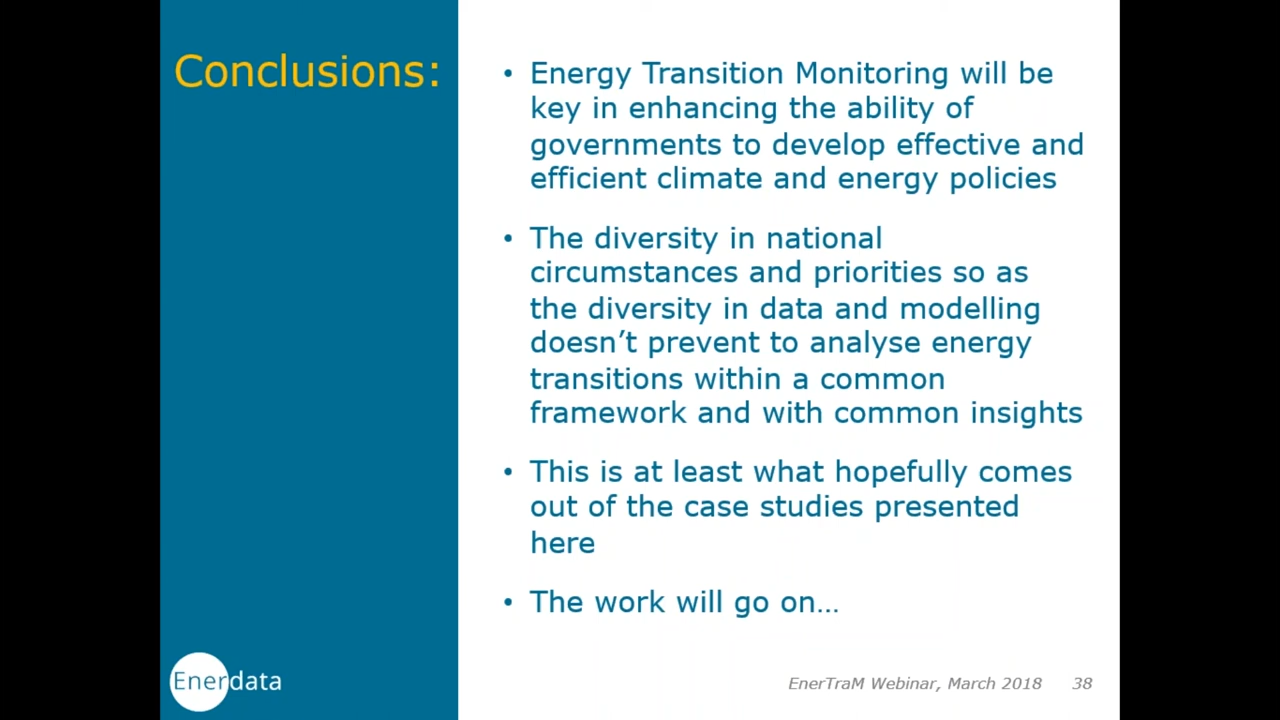 Conclusions:
• Energy Transition Monitoring will be
key in enhancing the ability of
governments to develop effective and
efficient climate and energy policies
• The diversity in national
circumstances and priorities so as
the diversity in data and modelling
doesn’t prevent to analyse energy
transitions within a common
framework and with common insights
• This is at least what hopefully comes
out of the case studies presented
here
• The work will go on…
Enerdata
EnerTraM Webinar, March 2018 38